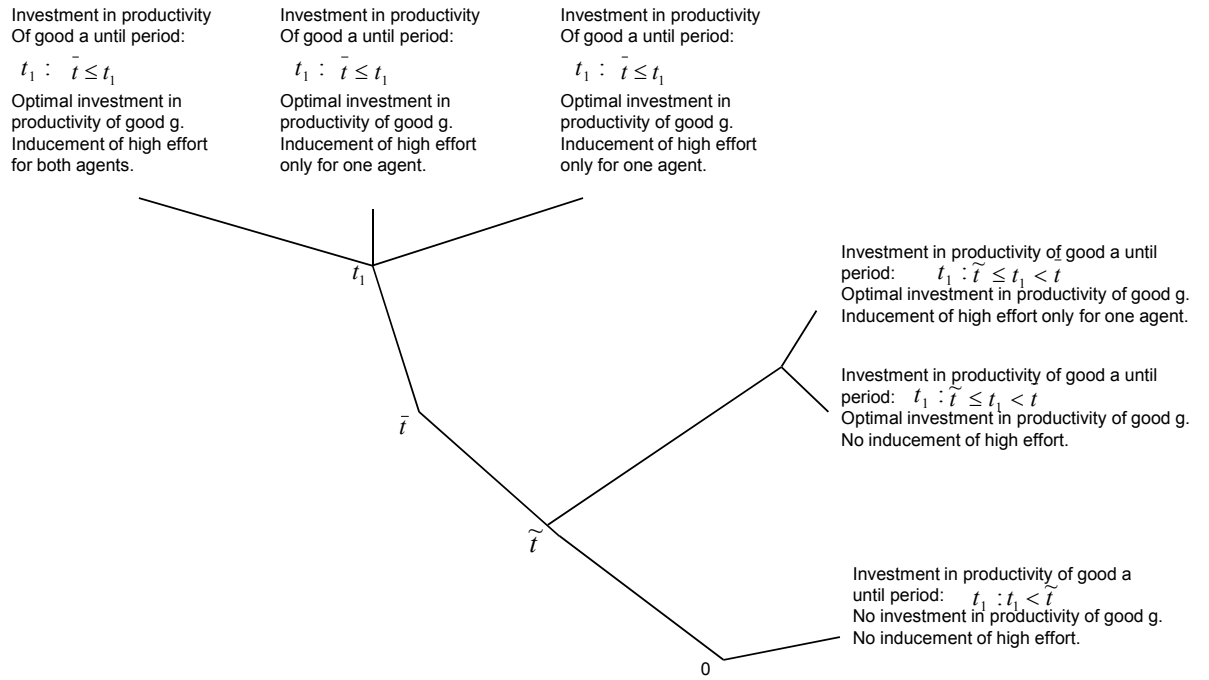 Investment in productivity
Of good a until period:
t₁ : t̄ ≤ t₁
Optimal investment in
productivity of good g.
Inducement of high effort
for both agents.
Investment in productivity
Of good a until period:
t₁ : t̄ ≤ t₁
Optimal investment in
productivity of good g.
Inducement of high effort
only for one agent.
Investment in productivity
Of good a until period:
t₁ : t̄ ≤ t₁
Optimal investment in
productivity of good g.
Inducement of high effort
only for one agent.
t₁
Investment in productivity of good a until
period: t₁ : t̃ ≤ t₁ < t̄
Optimal investment in productivity of good g.
Inducement of high effort only for one agent.
Investment in productivity of good a until
period: t₁ : t̃ ≤ t₁ < t̄
Optimal investment in productivity of good g.
No inducement of high effort.
t̄
t̃
Investment in productivity of good a
until period: t₁ : t₁ < t̃
No investment in productivity of good g.
No inducement of high effort.
0